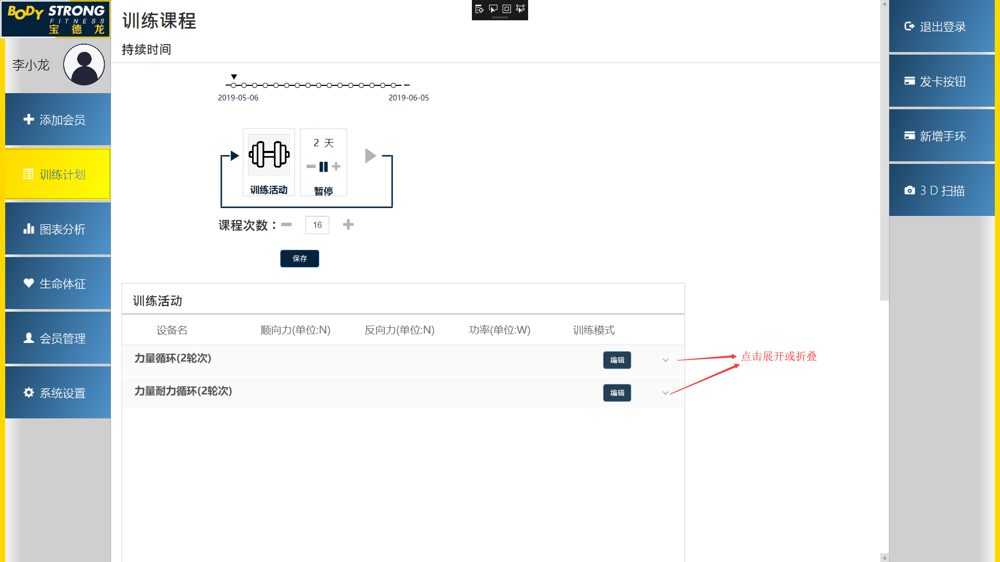 BODY STRONG
FITNESS
宝德龙
李小龙
添加会员
训练计划
图表分析
生命体征
会员管理
系统设置
训练课程
持续时间
2019-05-06
2019-06-05
2 天
训练活动
暂停
课程次数：
16
保存
训练活动
设备名 顺向力(单位:N) 反向力(单位:N) 功率(单位:W) 训练模式
力量循环(2轮次) 编辑
力量耐力循环(2轮次) 编辑
点击展开或折叠
退出登录
发卡按钮
新增手环
3 D 扫描